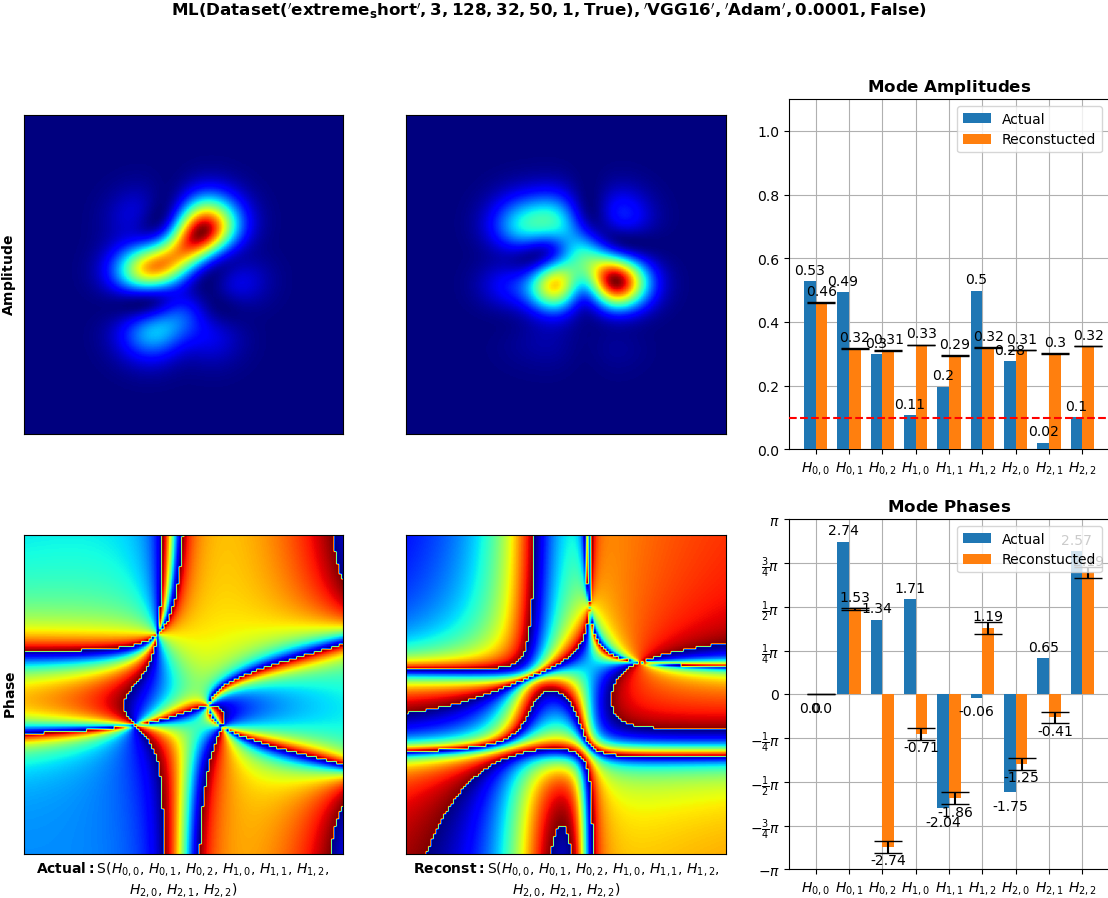 ML(Dataset('extreme_short', 3, 128, 32, 50, 1, True), 'VGG16', 'Adam', 0.0001, False)
Amplitude
Mode Amplitudes
Actual
Reconstucted
1.0
0.8
0.6
0.4
0.2
0.0
0.53
0.46
0.49
0.32
0.3
0.31
0.11
0.33
0.2
0.29
0.5
0.32
0.28
0.31
0.02
0.3
0.1
0.32
H0,0 H0,1 H0,2 H1,0 H1,1 H1,2 H2,0 H2,1 H2,2
Phase
Mode Phases
Actual
Reconstucted
π
3/4π
1/2π
1/4π
0
−1/4π
−1/2π
−3/4π
−π
0.0
0.0
2.74
1.53
1.34
-2.74
1.71
-0.71
-2.04
-1.86
-0.06
1.19
-1.75
-1.25
0.65
-0.41
2.57
H0,0 H0,1 H0,2 H1,0 H1,1 H1,2 H2,0 H2,1 H2,2
Actual: S(H0,0, H0,1, H0,2, H1,0, H1,1, H1,2,
H2,0, H2,1, H2,2)
Reconst: S(H0,0, H0,1, H0,2, H1,0, H1,1, H1,2,
H2,0, H2,1, H2,2)